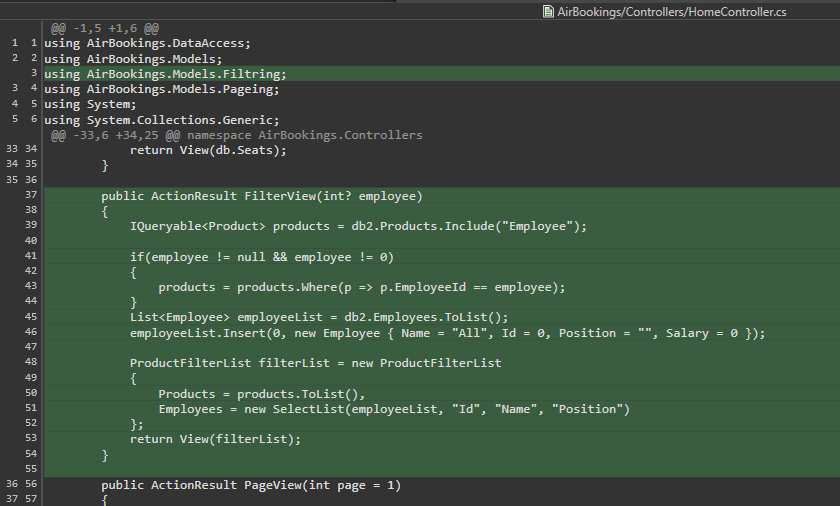 AirBookings/Controllers/HomeController.cs
@@ -1,5 +1,6 @@
1 1 using AirBookings.DataAccess;
2 2 using AirBookings.Models;
3 using AirBookings.Models.Filtring;
3 4 using AirBookings.Models.Pageing;
4 5 using System;
5 6 using System.Collections.Generic;
@@ -33,6 +34,25 @@ namespace AirBookings.Controllers
33 34 return View(db.Seats);
34 35 }
35 36
37 public ActionResult FilterView(int? employee)
38 {
39 IQueryable<Product> products = db2.Products.Include("Employee");
40
41 if(employee != null && employee != 0)
42 {
43 products = products.Where(p => p.EmployeeId == employee);
44 }
45 List<Employee> employeeList = db2.Employees.ToList();
46 employeeList.Insert(0, new Employee { Name = "All", Id = 0, Position = "", Salary = 0 });
47
48 ProductFilterList filterList = new ProductFilterList
49 {
50 Products = products.ToList(),
51 Employees = new SelectList(employeeList, "Id", "Name", "Position")
52 };
53 return View(filterList);
54 }
55
36 56 public ActionResult PageView(int page = 1)
37 57 {